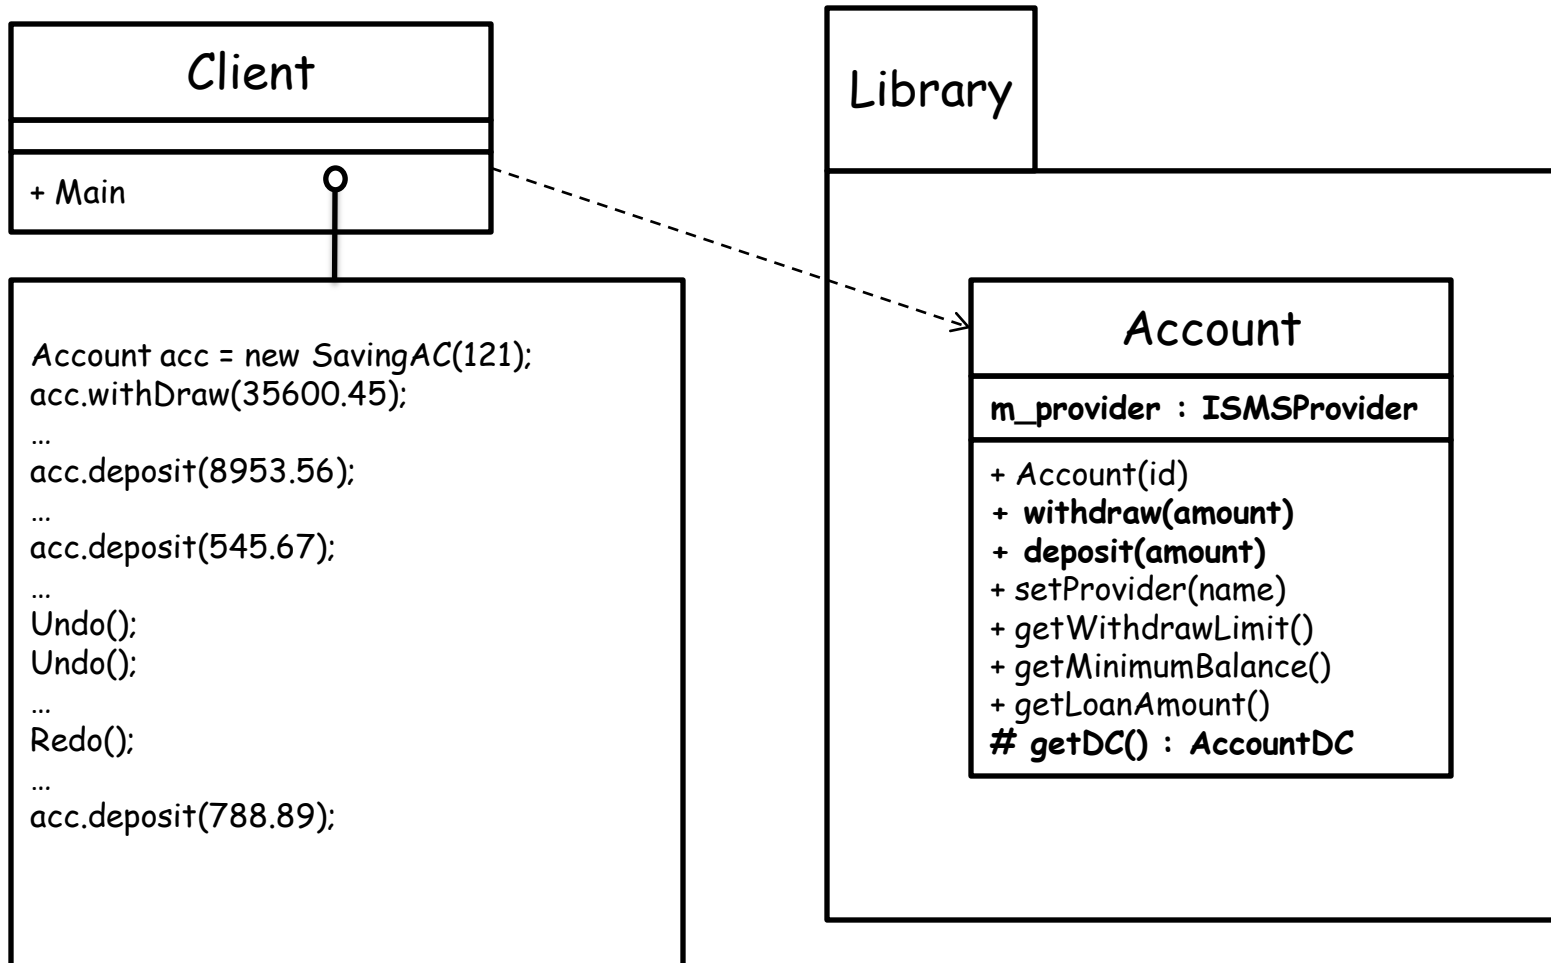 Client
+ Main
Account acc = new SavingAC(121);
acc.withDraw(35600.45);
…
acc.deposit(8953.56);
…
acc.deposit(545.67);
…
Undo();
Undo();
…
Redo();
…
acc.deposit(788.89);
Library
Account
m_provider : ISMSProvider
+ Account(id)
+ withdraw(amount)
+ deposit(amount)
+ setProvider(name)
+ getWithdrawLimit()
+ getMinimumBalance()
+ getLoanAmount()
# getDC() : AccountDC